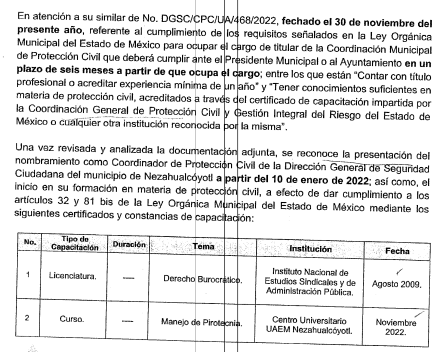 En atención a su similar de No. DGSC/CPC/UA/468/2022, fechado el 30 de noviembre del
presente año, referente al cumplimiento de los requisitos señalados en la Ley Orgánica
Municipal del Estado de México para ocupar el cargo de titular de la Coordinación Municipal
de Protección Civil que deberá cumplir ante el Presidente Municipal o al Ayuntamiento en un
plazo de seis meses a partir de que ocupa el cargo; entre los que están "Contar con título
profesional o acreditar experiencia mínima de un año" y "Tener conocimientos suficientes en
materia de protección civil, acreditados a través del certificado de capacitación impartida por
la Coordinación General de Protección Civil y Gestión Integral del Riesgo del Estado de
México o cualquier otra institución reconocida por la misma".
Una vez revisada y analizada la documentación adjunta, se reconoce la presentación del
nombramiento como Coordinador de Protección Civil de la Dirección General de Seguridad
Ciudadana del municipio de Nezahualcóyotl a partir del 10 de enero de 2022; así como, el
inicio en su formación en materia de protección civil, a efecto de dar cumplimiento a los
artículos 32 y 81 bis de la Ley Orgánica Municipal del Estado de México mediante los
siguientes certificados y constancias de capacitación:
No. Tipo de Capacitación Duración Tema Institución Fecha
1 Licenciatura. ---- Derecho Burocrático. Instituto Nacional de Estudios Sindicales y de Administración Pública. Agosto 2009.
2 Curso. ---- Manejo de Pirotecnia. Centro Universitario UAEM Nezahualcóyotl. Noviembre 2022.